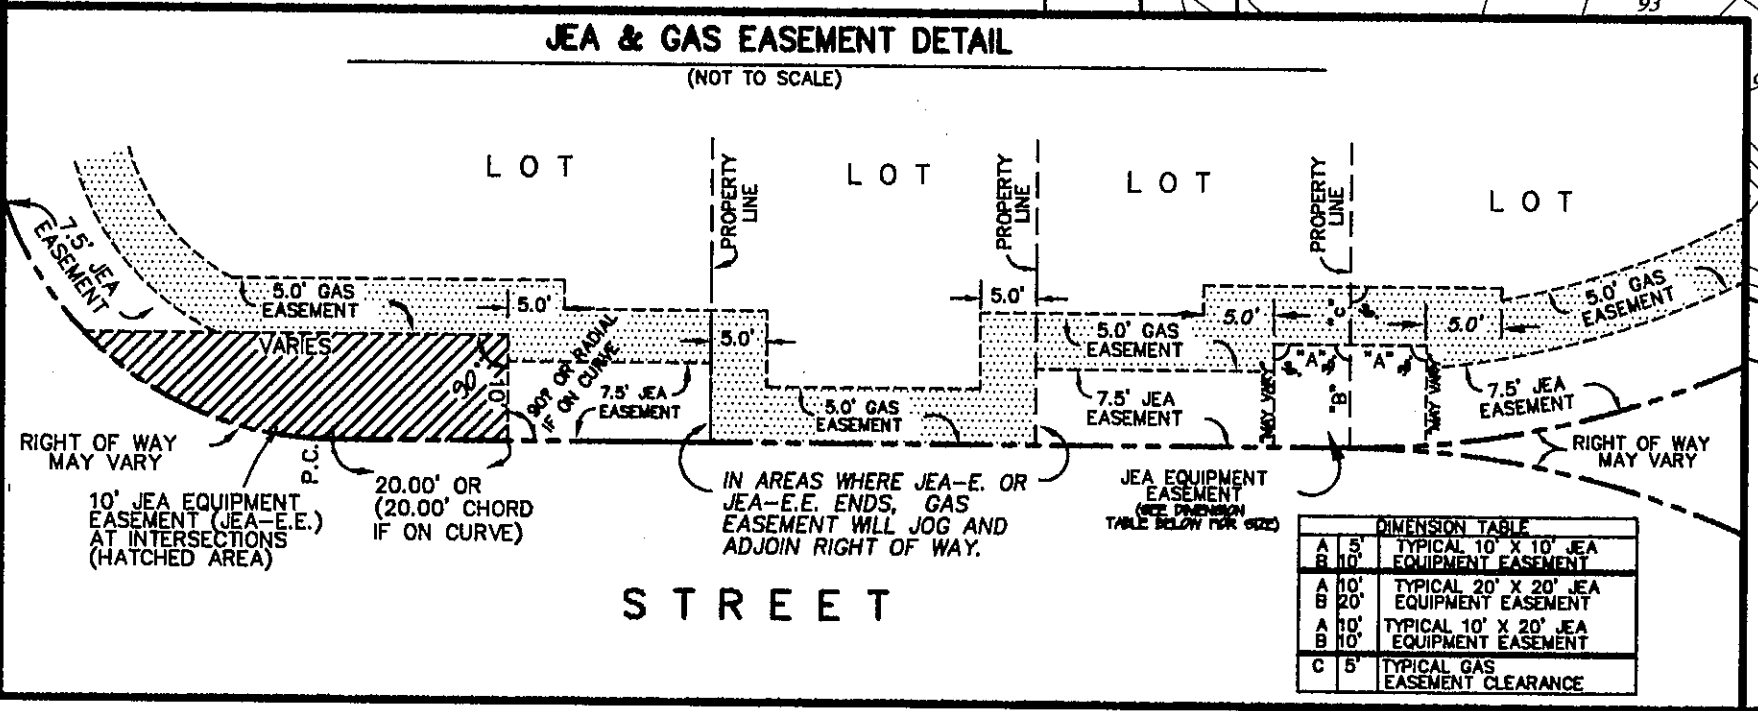 93
JEA & GAS EASEMENT DETAIL
(NOT TO SCALE)
LOT
PROPERTY
LINE
LOT
PROPERTY
LINE
LOT
PROPERTY
LINE
LOT
7.5' JEA
EASEMENT
5.0' GAS
EASEMENT
5.0'
VARIES
90°
10'
90? OR RADIAL
IF ON CURVE
7.5' JEA
EASEMENT
5.0'
5.0' GAS
EASEMENT
5.0'
5.0' GAS
EASEMENT
7.5' JEA
EASEMENT
5.0'
"C"
"A"
"A"
"B"
MAY VARY
MAY VARY
5.0'
5.0' GAS
EASEMENT
7.5' JEA
EASEMENT
RIGHT OF WAY
MAY VARY
RIGHT OF WAY
MAY VARY
P.C.
10' JEA EQUIPMENT
EASEMENT (JEA-E.E.)
AT INTERSECTIONS
(HATCHED AREA)
20.00' OR
(20.00' CHORD
IF ON CURVE)
IN AREAS WHERE JEA-E. OR
JEA-E.E. ENDS, GAS
EASEMENT WILL JOG AND
ADJOIN RIGHT OF WAY.
JEA EQUIPMENT
EASEMENT
(SEE DIMENSION
TABLE BELOW FOR SIZE)
STREET
DIMENSION TABLE
A 5' TYPICAL 10' X 10' JEA
B 10' EQUIPMENT EASEMENT
A 10' TYPICAL 20' X 20' JEA
B 20' EQUIPMENT EASEMENT
A 10' TYPICAL 10' X 20' JEA
B 10' EQUIPMENT EASEMENT
C 5' TYPICAL GAS
EASEMENT CLEARANCE